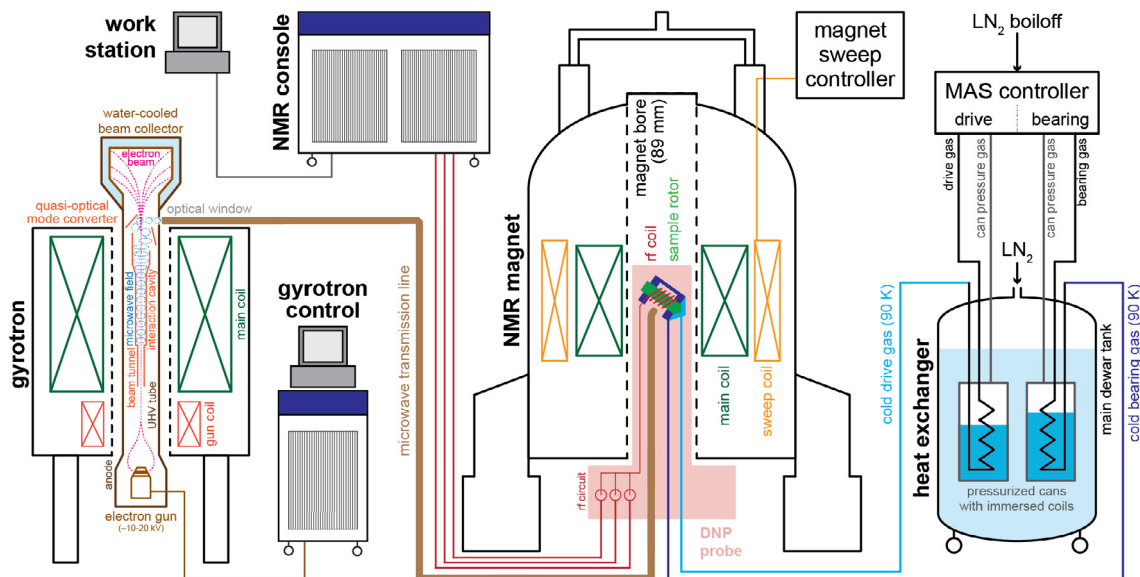 work
station
NMR console
water-cooled
beam collector
electron
beam
quasi-optical
mode converter
optical window
gyrotron
microwave field
interaction cavity
beam tunnel
UHV tube
main coil
gun coil
anode
electron gun
(–10-20 kV)
gyrotron
control
microwave transmission line
NMR magnet
magnet bore
(89 mm)
rf coil
sample rotor
main coil
sweep coil
rf circuit
DNP
probe
magnet
sweep
controller
LN2 boiloff
MAS controller
drive
bearing
drive gas
can pressure gas
can pressure gas
bearing gas
LN2
cold drive gas (90 K)
heat exchanger
main dewar tank
cold bearing gas (90 K)
pressurized cans
with immersed coils